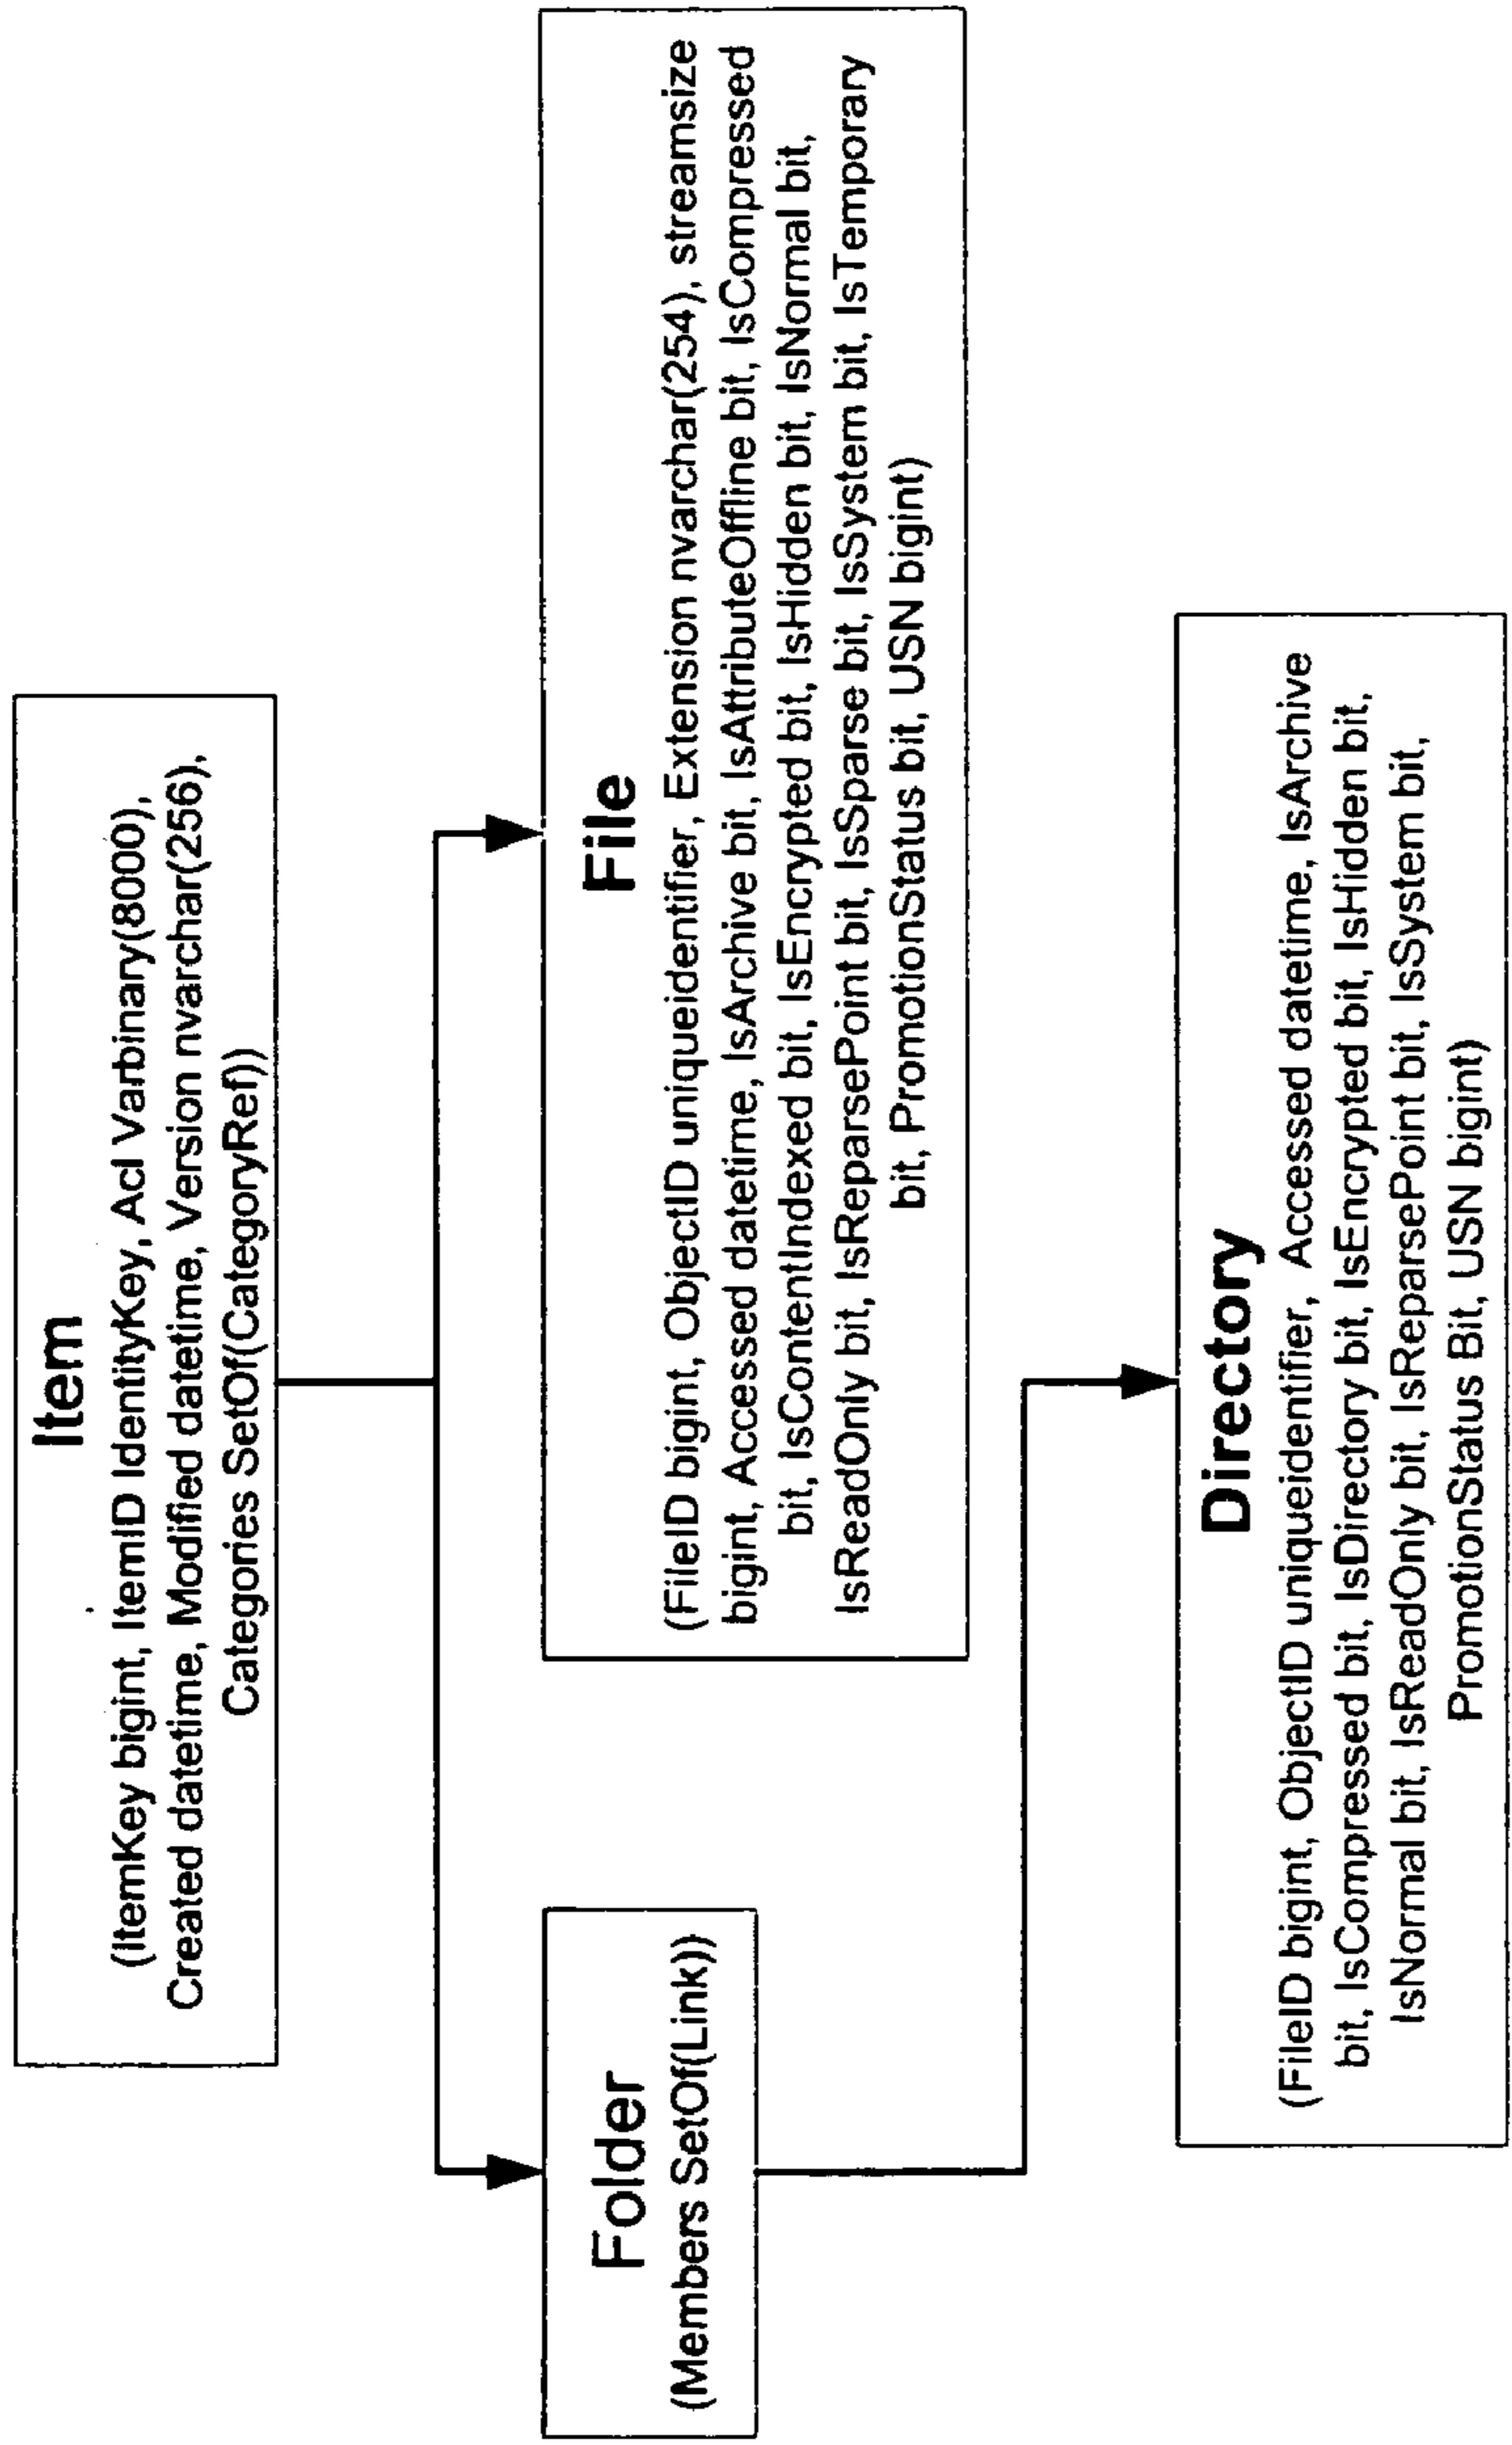 Item
(ItemKey bigint, ItemID IdentityKey, Acl Varbinary(8000),
Created datetime, Modified datetime, Version nvarchar(256),
Categories SetOf(CategoryRef))
Folder
(Members SetOf(Link))
File
(FileID bigint, ObjectID uniqueidentifier, Extension nvarchar(254), streamsize
bigint, Accessed datetime, IsArchive bit, IsAttributeOffline bit, IsCompressed
bit, IsContentIndexed bit, IsEncrypted bit, IsHidden bit, IsNormal bit,
IsReadOnly bit, IsReparsePoint bit, IsSparse bit, IsSystem bit, IsTemporary
bit, PromotionStatus bit, USN bigint)
Directory
(FileID bigint, ObjectID uniqueidentifier, Accessed datetime, IsArchive
bit, IsCompressed bit, IsDirectory bit, IsEncrypted bit, IsHidden bit,
IsNormal bit, IsReadOnly bit, IsReparsePoint bit, IsSystem bit,
PromotionStatus Bit, USN bigint)